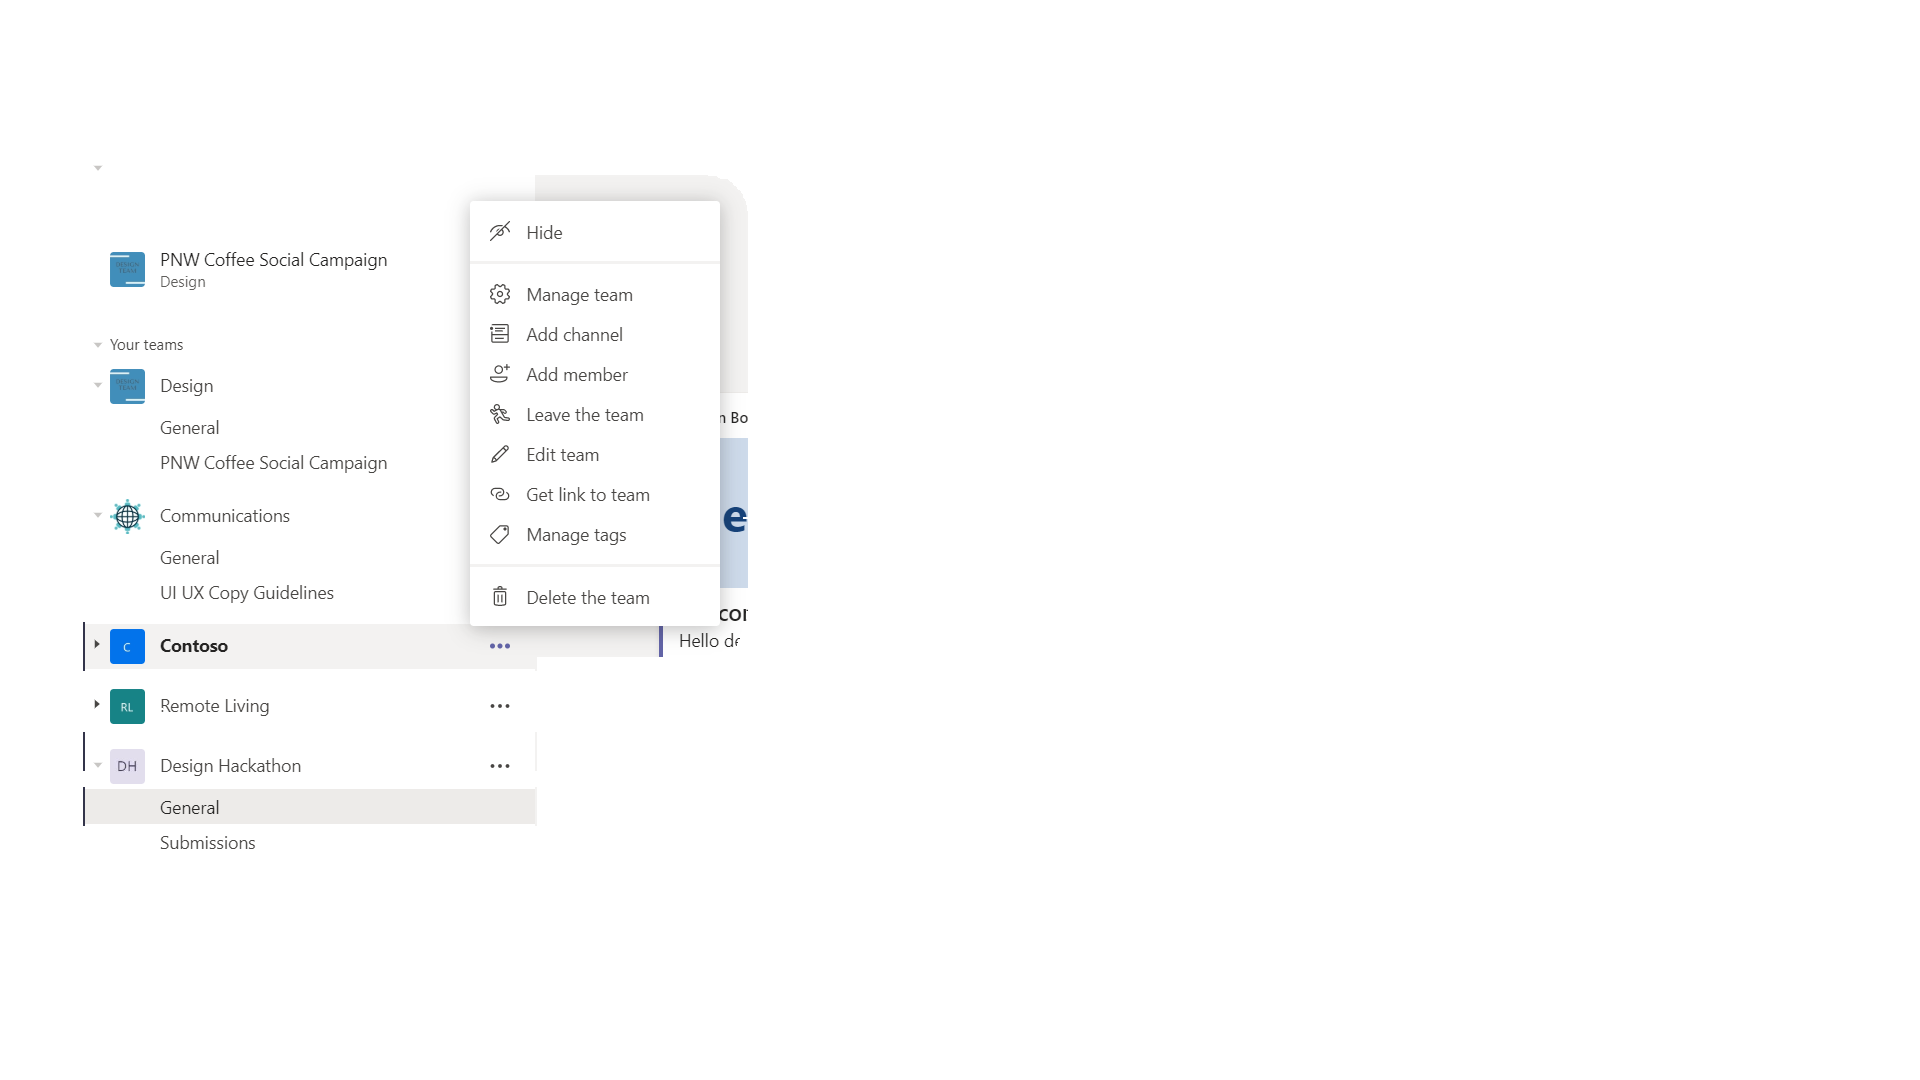 PNW Coffee Social Campaign
Design
Your teams
DESIGN
TEAM
Design
General
PNW Coffee Social Campaign
Communications
General
UI UX Copy Guidelines
C
Contoso
RL
Remote Living
DH
Design Hackathon
General
Submissions
Hide
Manage team
Add channel
Add member
Leave the team
Edit team
Get link to team
Manage tags
Delete the team
Bo
e
Hello